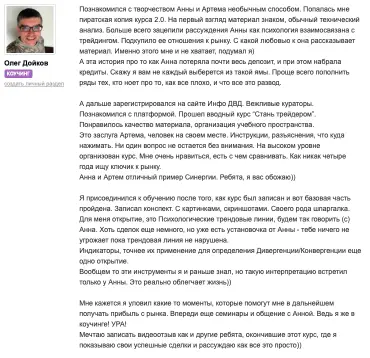 Познакомился с творчеством Анны и Артема необычным способом. Попалась мне
пиратская копия курса 2.0. На первый взгляд материал знаком, обычный технический
анализ. Больше всего зацепили рассуждения Анны как психология взаимосвязана с
трейдингом. Подкупило ее отношения к рынку. С какой любовью к она рассказывает
материал. Именно этого мне и не хватает, подумал я)
А эта история про то как Анна потеряла почти весь депозит, и при этом набрала
кредиты. Скажу я вам не каждый выберется из такой ямы. Проще всего пополнить
ряды тех, кто ноет про то, как все плохо, и что все это развод.
Олег Дойков
КОУЧИНГ
создать личный раздел
А дальше зарегистрировался на сайте Инфо ДВД. Вежливые кураторы.
Познакомился с платформой. Прошел вводный курс "Стань трейдером".
Понравилось качество материала, организация учебного пространства.
Это заслуга Артема, человек на своем месте. Инструкции, разъяснения, что куда
нажимать. Ни один вопрос не остается без внимания. На высоком уровне
организован курс. Мне очень нравиться, есть с чем сравнивать. Как никак четыре
года ищу ключик к рынку.
Анна и Артем отличный пример Синергии. Ребята, я вас обожаю))
Я присоединился к обучению после того, как курс был записан и вот базовая часть
пройдена. Записал конспект. С картинками, скриншотами. Своего рода шпаргалка.
Для меня открытие, это Психологические трендовые линии, будем так говорить (с)
Анна. Хоть сделок еще немного, но уже есть установка от Анны - тебе ничего не
угрожает пока трендовая линия не нарушена.
Индикаторы, точнее их применение для определения Дивергенции/Конвергенции еще
одно открытие.
Вообщем то эти инструменты я и раньше знал, но такую интерпретацию встретил
только у Анны. Это реально облегчает жизнь))
Мне кажется я уловил какие то моменты, которые помогут мне в дальнейшем
получать прибыль с рынка. Впереди еще семинары и общение с Анной. Ведь я же в
коучинге! УРА!
Мечтаю записать видеоотзыв как и другие ребята, окончившие этот курс, где я
показываю свои успешные сделки и рассуждаю как все это просто))